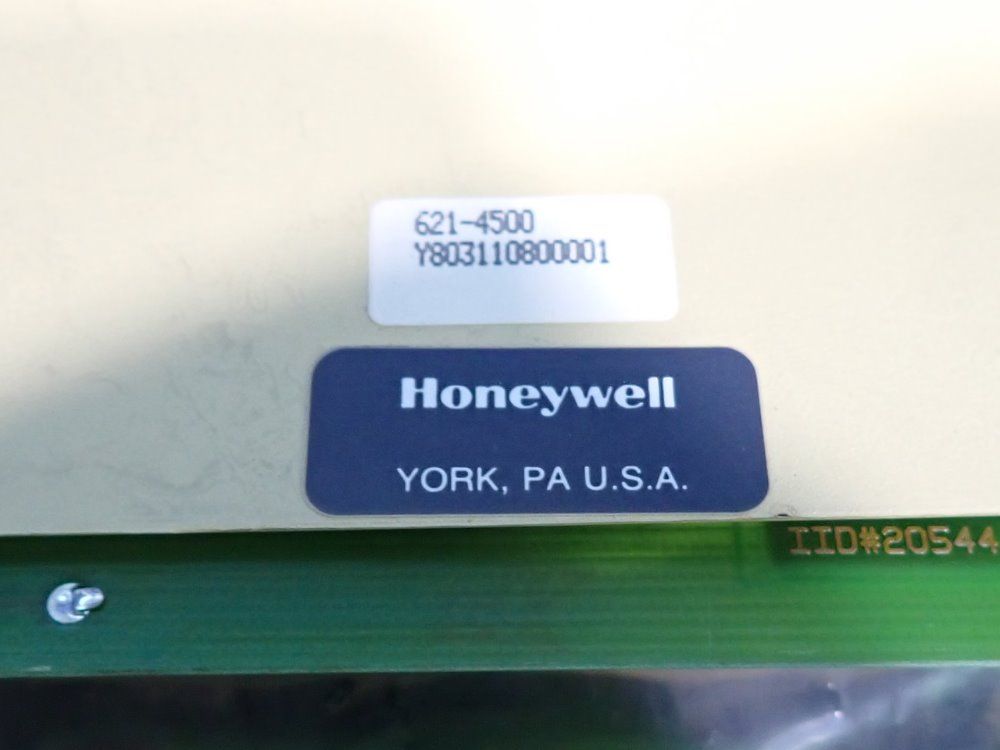 621-4500
Y803110800001
Honeywell
YORK, PA U.S.A.
IID#20544